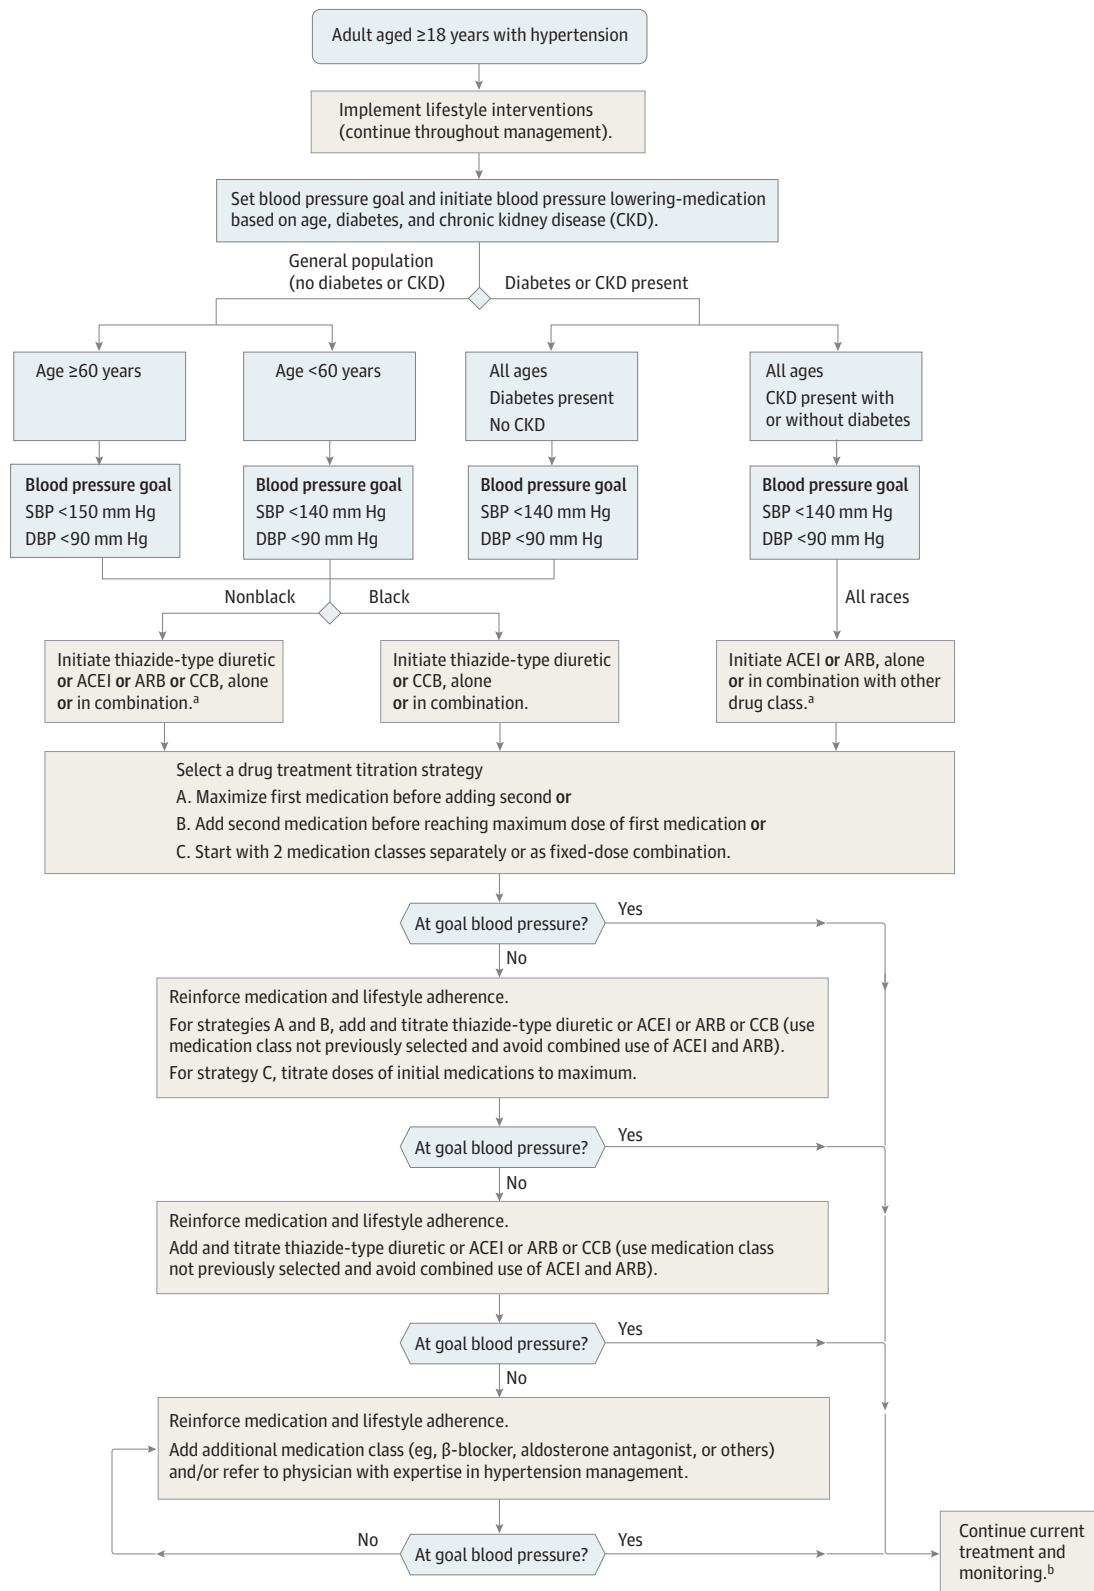 Adult aged ≥18 years with hypertension
Implement lifestyle interventions
(continue throughout management).
Set blood pressure goal and initiate blood pressure lowering-medication
based on age, diabetes, and chronic kidney disease (CKD).
General population
(no diabetes or CKD)
Diabetes or CKD present
Age ≥60 years
Age <60 years
All ages
Diabetes present
No CKD
All ages
CKD present with
or without diabetes
Blood pressure goal
SBP <150 mm Hg
DBP <90 mm Hg
Blood pressure goal
SBP <140 mm Hg
DBP <90 mm Hg
Blood pressure goal
SBP <140 mm Hg
DBP <90 mm Hg
Blood pressure goal
SBP <140 mm Hg
DBP <90 mm Hg
Nonblack
Black
All races
Initiate thiazide-type diuretic
or ACEI or ARB or CCB, alone
or in combination.ᵃ
Initiate thiazide-type diuretic
or CCB, alone
or in combination.
Initiate ACEI or ARB, alone
or in combination with other
drug class.ᵃ
Select a drug treatment titration strategy
A. Maximize first medication before adding second or
B. Add second medication before reaching maximum dose of first medication or
C. Start with 2 medication classes separately or as fixed-dose combination.
At goal blood pressure?
Yes
No
Reinforce medication and lifestyle adherence.
For strategies A and B, add and titrate thiazide-type diuretic or ACEI or ARB or CCB (use
medication class not previously selected and avoid combined use of ACEI and ARB).
For strategy C, titrate doses of initial medications to maximum.
At goal blood pressure?
Yes
No
Reinforce medication and lifestyle adherence.
Add and titrate thiazide-type diuretic or ACEI or ARB or CCB (use medication class
not previously selected and avoid combined use of ACEI and ARB).
At goal blood pressure?
Yes
No
Reinforce medication and lifestyle adherence.
Add additional medication class (eg, β-blocker, aldosterone antagonist, or others)
and/or refer to physician with expertise in hypertension management.
No
At goal blood pressure?
Yes
Continue current
treatment and
monitoring.ᵇ